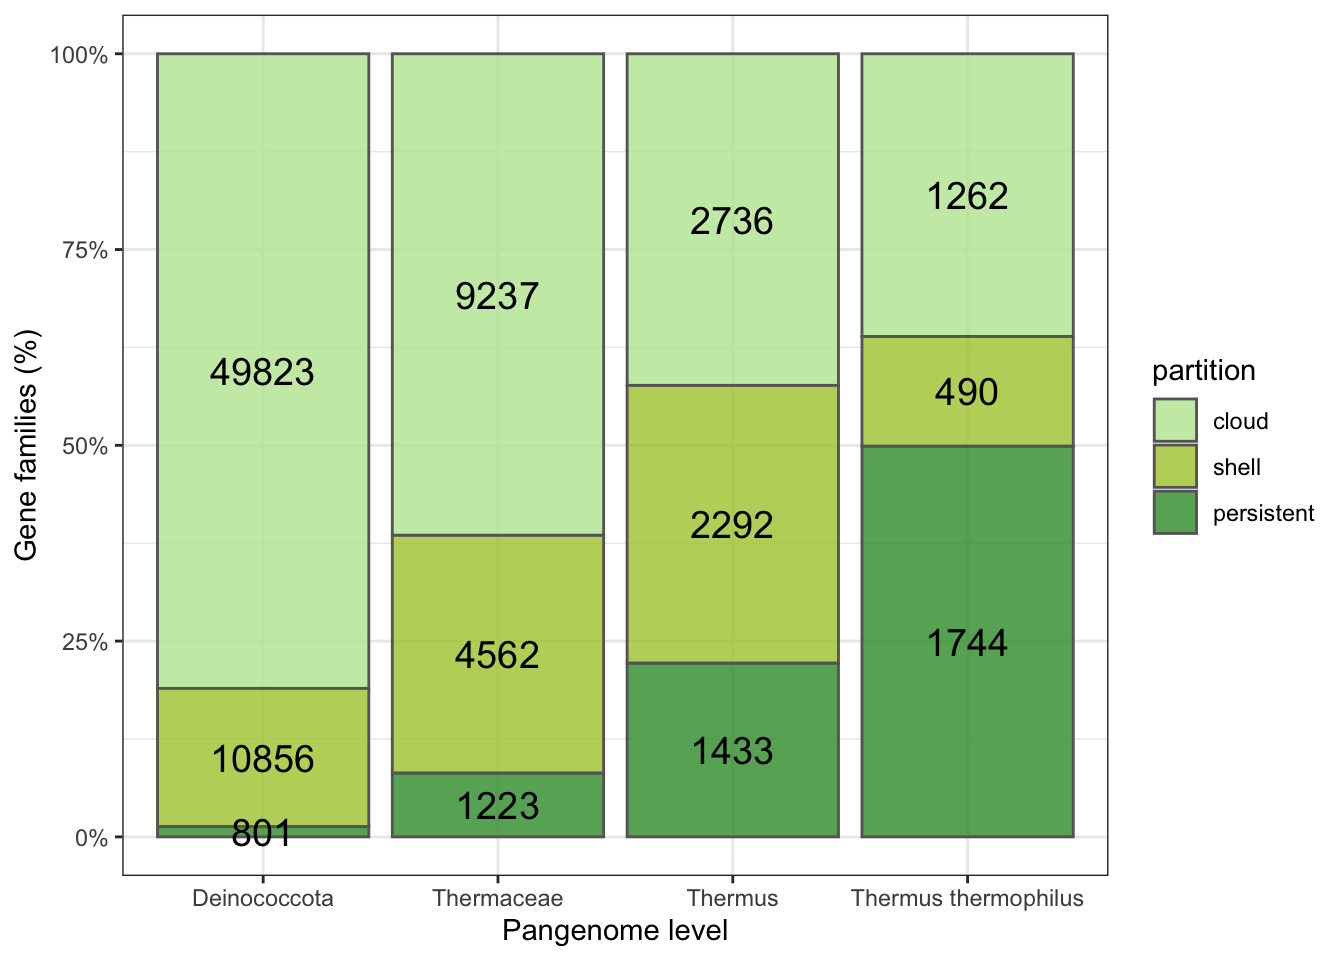 100%
75%
50%
25%
0%
Gene families (%)
49823
10856
801
9237
4562
1223
2736
2292
1433
1262
490
1744
Deinococcota
Thermaceae
Thermus
Thermus thermophilus
Pangenome level
partition
cloud
shell
persistent